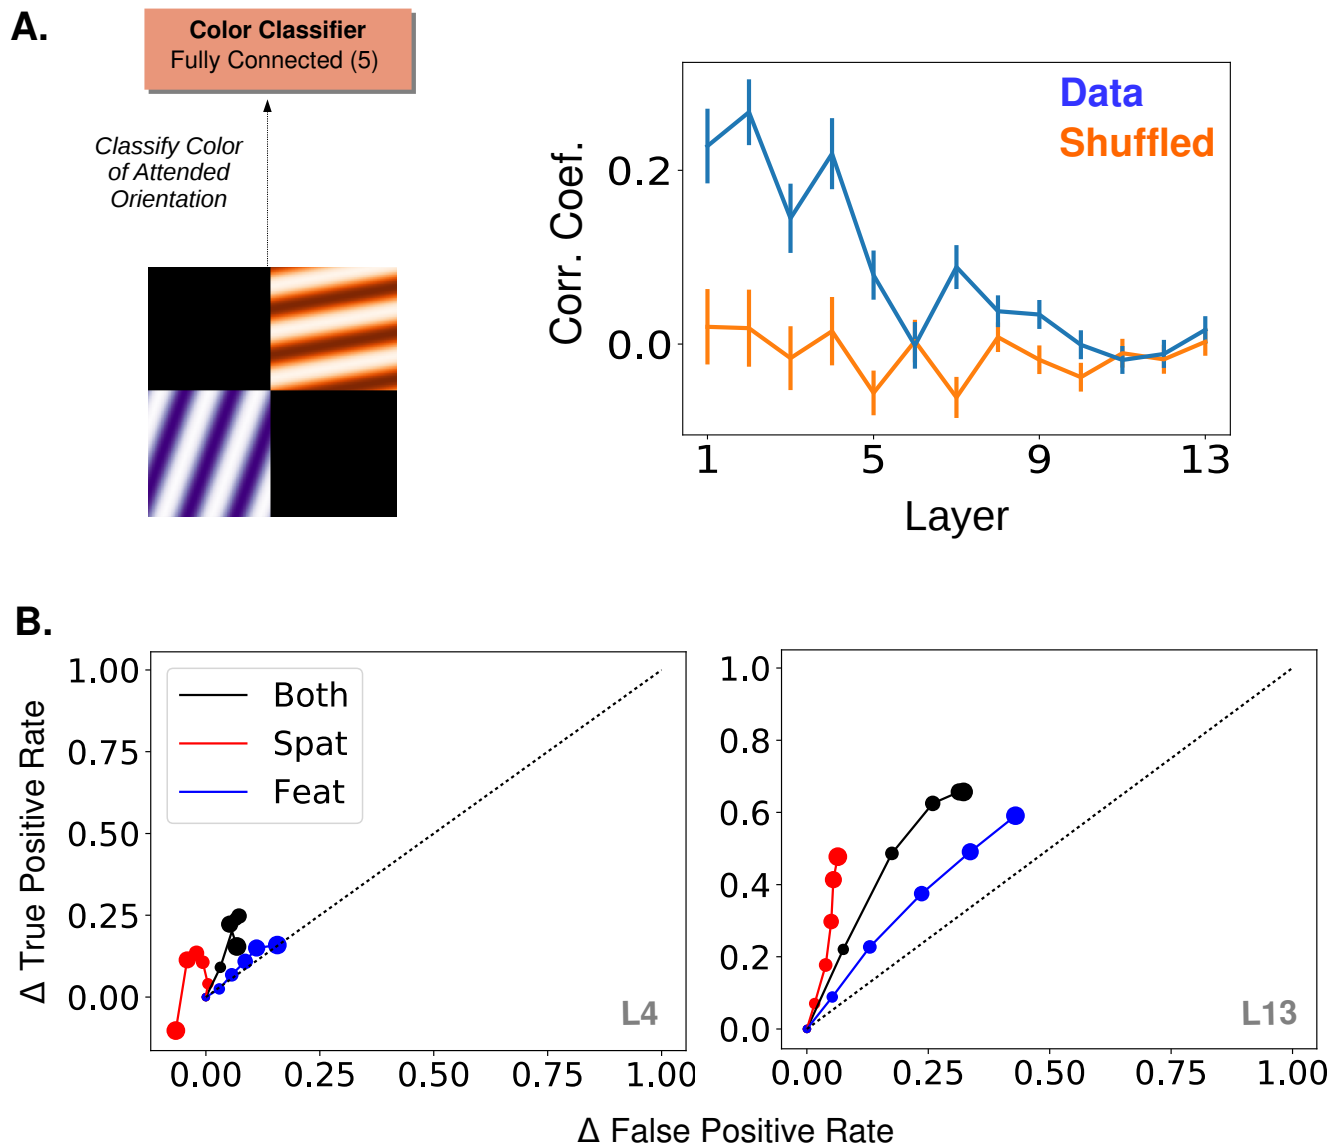 A.
Color Classifier
Fully Connected (5)
Classify Color
of Attended
Orientation
Corr. Coef.
0.2
0.0
Data
Shuffled
1 5 9 13
Layer
B.
Δ True Positive Rate
1.00
0.75
0.50
0.25
0.00
Both
Spat
Feat
L4
0.00 0.25 0.50 0.75 1.00
1.0
0.8
0.6
0.4
0.2
0.0
L13
0.00 0.25 0.50 0.75 1.00
Δ False Positive Rate